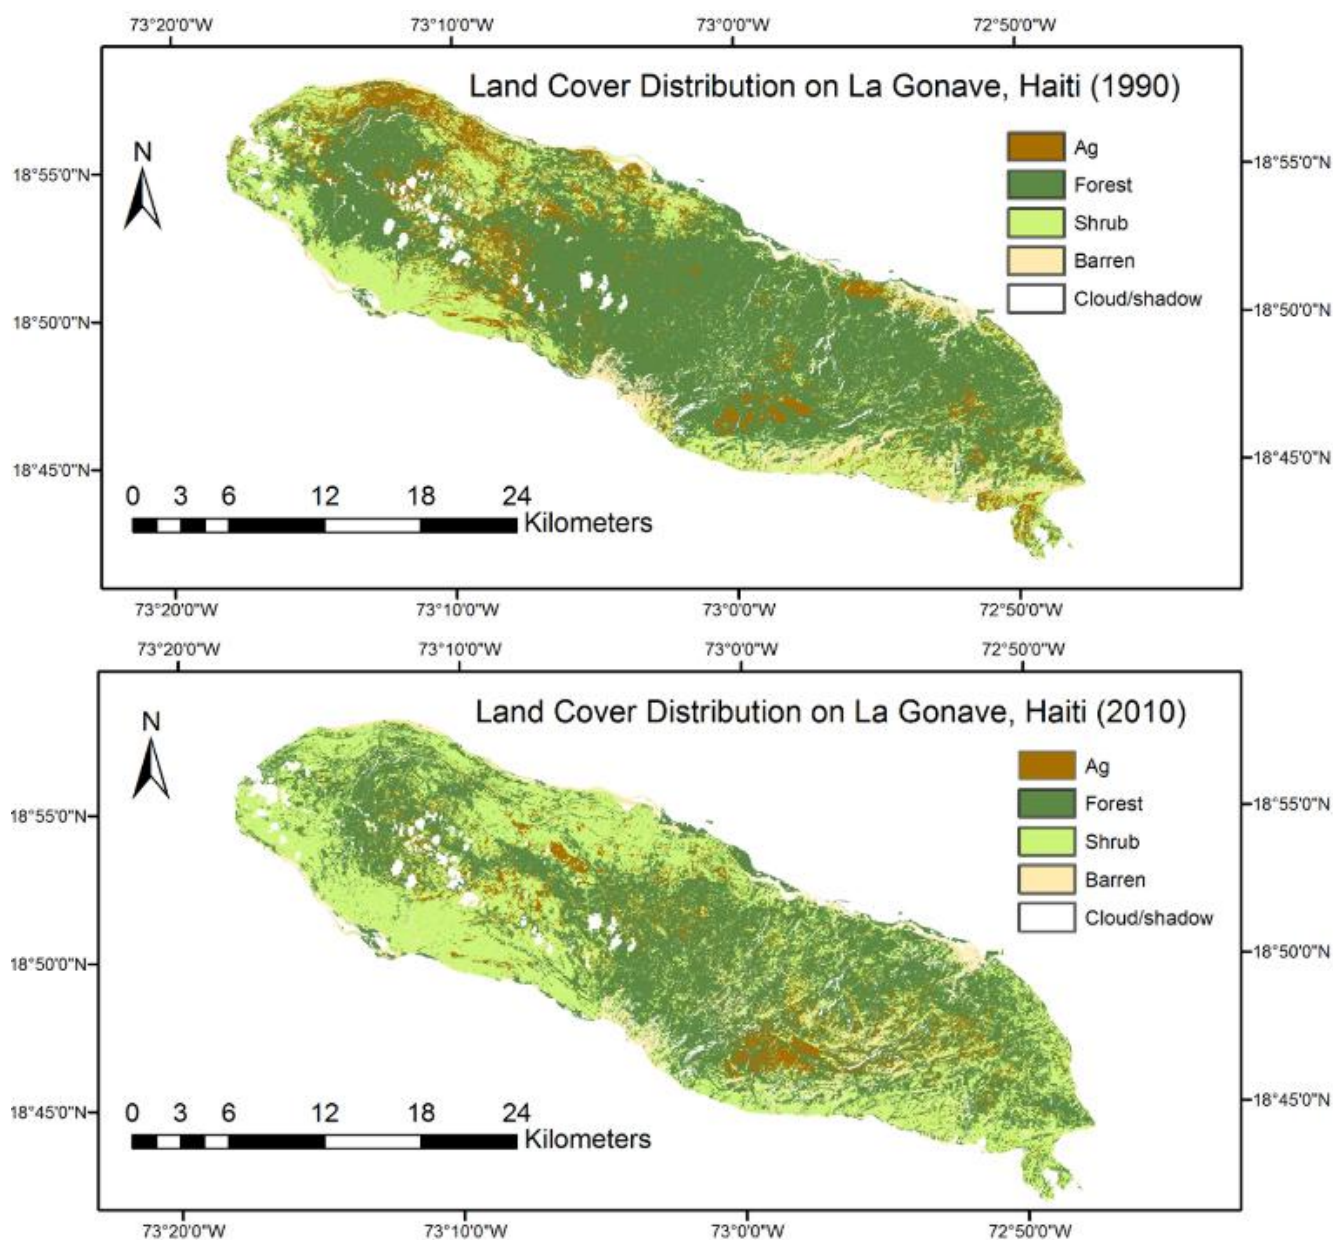 73°20'0"W 73°10'0"W 73°0'0"W 72°50'0"W
Land Cover Distribution on La Gonave, Haiti (1990)
N
Ag
18°55'0"N 18°55'0"N
Forest
Shrub
Barren
Cloud/shadow
18°50'0"N 18°50'0"N
18°45'0"N 18°45'0"N
0 3 6 12 18 24
Kilometers
73°20'0"W 73°10'0"W 73°0'0"W 72°50'0"W
73°20'0"W 73°10'0"W 73°0'0"W 72°50'0"W
Land Cover Distribution on La Gonave, Haiti (2010)
N
Ag
Forest
18°55'0"N 18°55'0"N
Shrub
Barren
Cloud/shadow
18°50'0"N 18°50'0"N
18°45'0"N 18°45'0"N
0 3 6 12 18 24
Kilometers
73°20'0"W 73°10'0"W 73°0'0"W 72°50'0"W